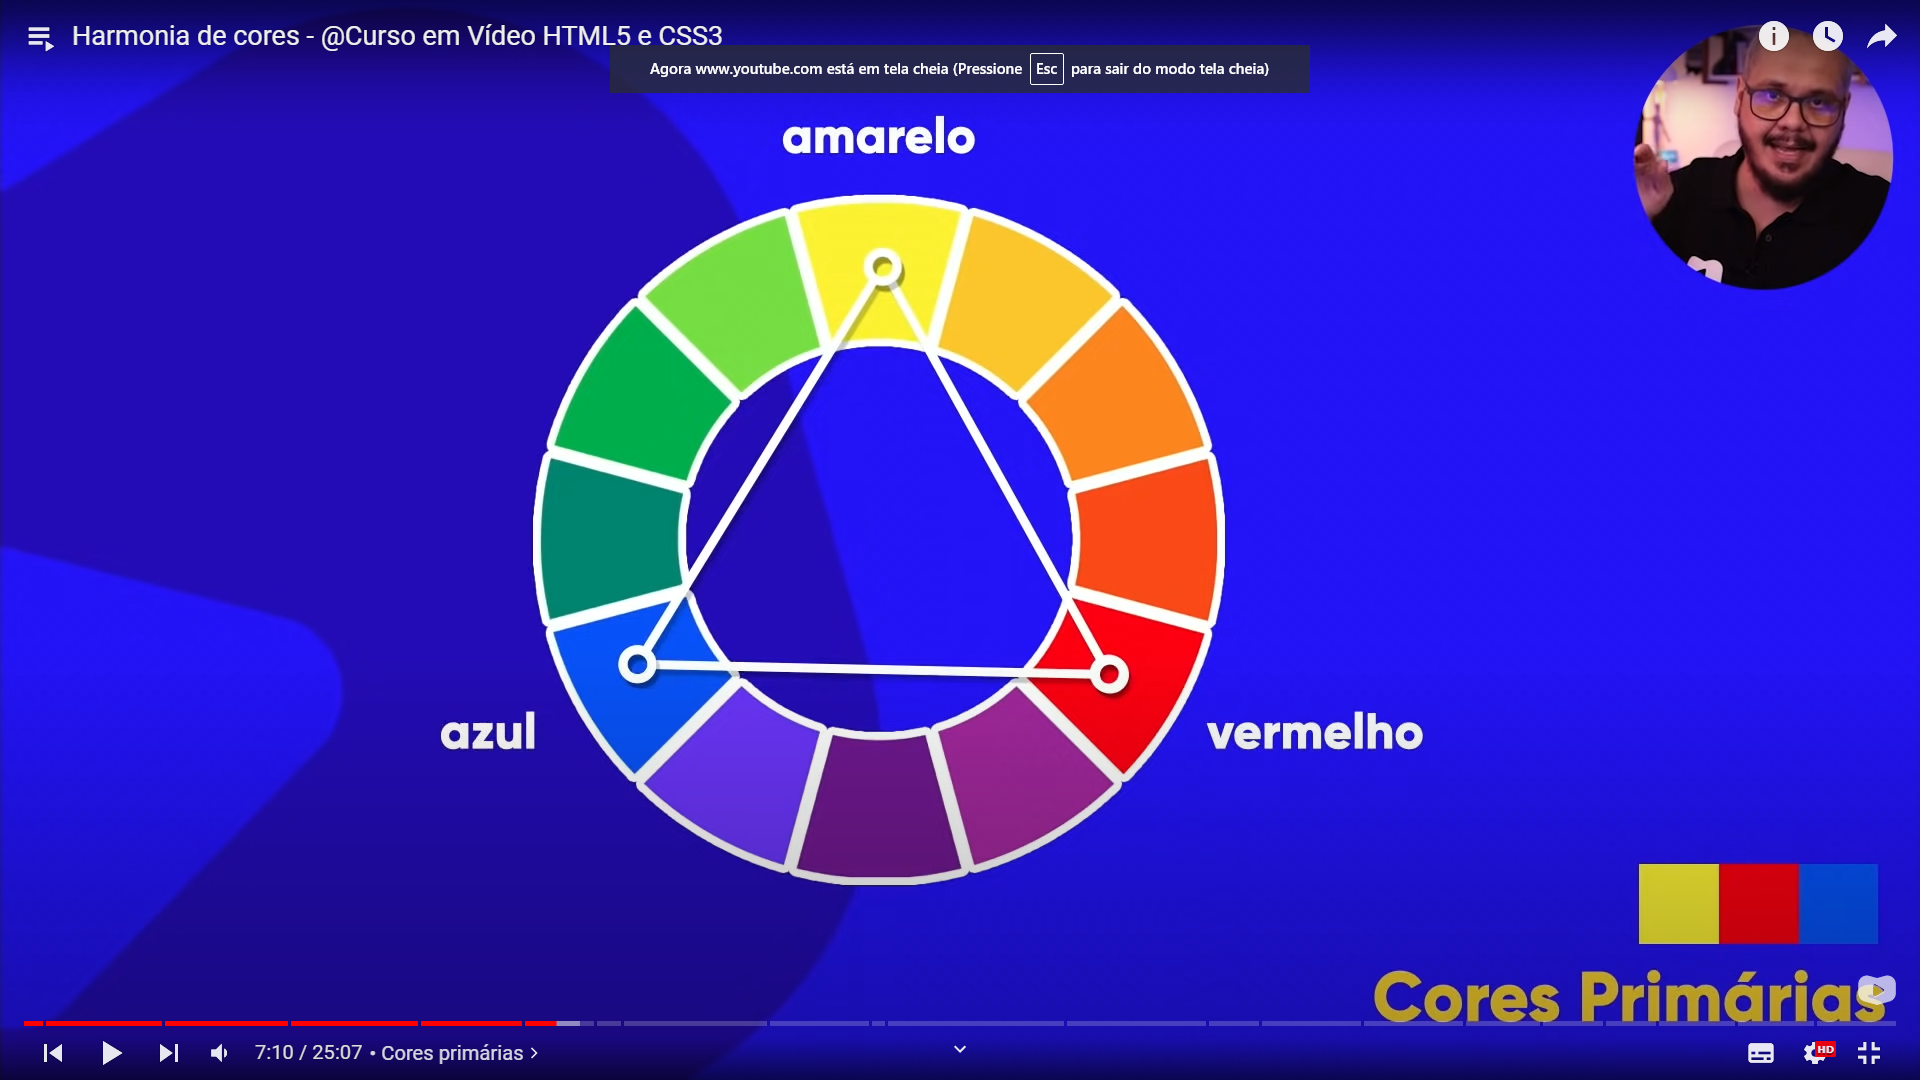 Harmonia de cores - @Curso em Vídeo HTML5 e CSS3
Agora www.youtube.com está em tela cheia (Pressione Esc para sair do modo tela cheia)
amarelo
azul
vermelho
Cores Primárias
7:10 / 25:07 • Cores primárias
HD